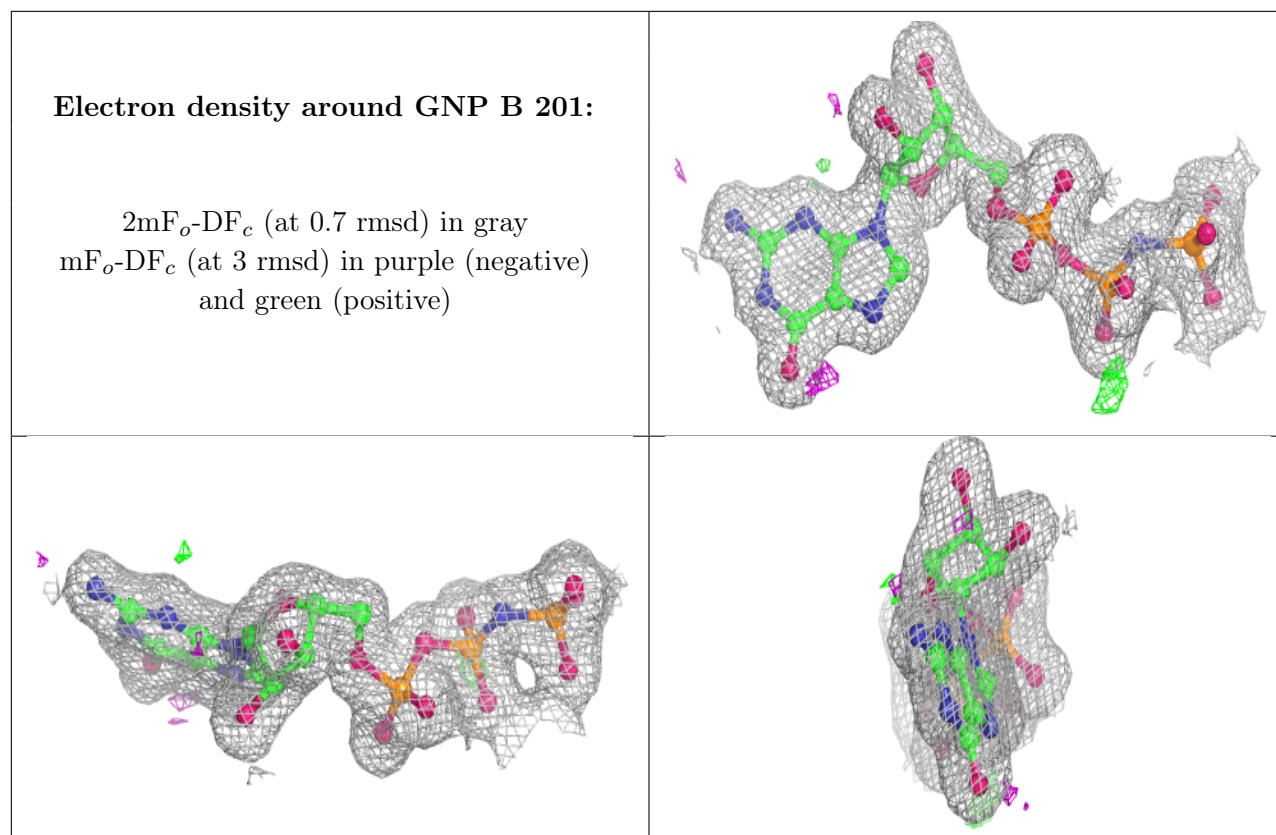 Electron density around GNP B 201:
2mFo-DFc (at 0.7 rmsd) in gray
mFo-DFc (at 3 rmsd) in purple (negative)
and green (positive)